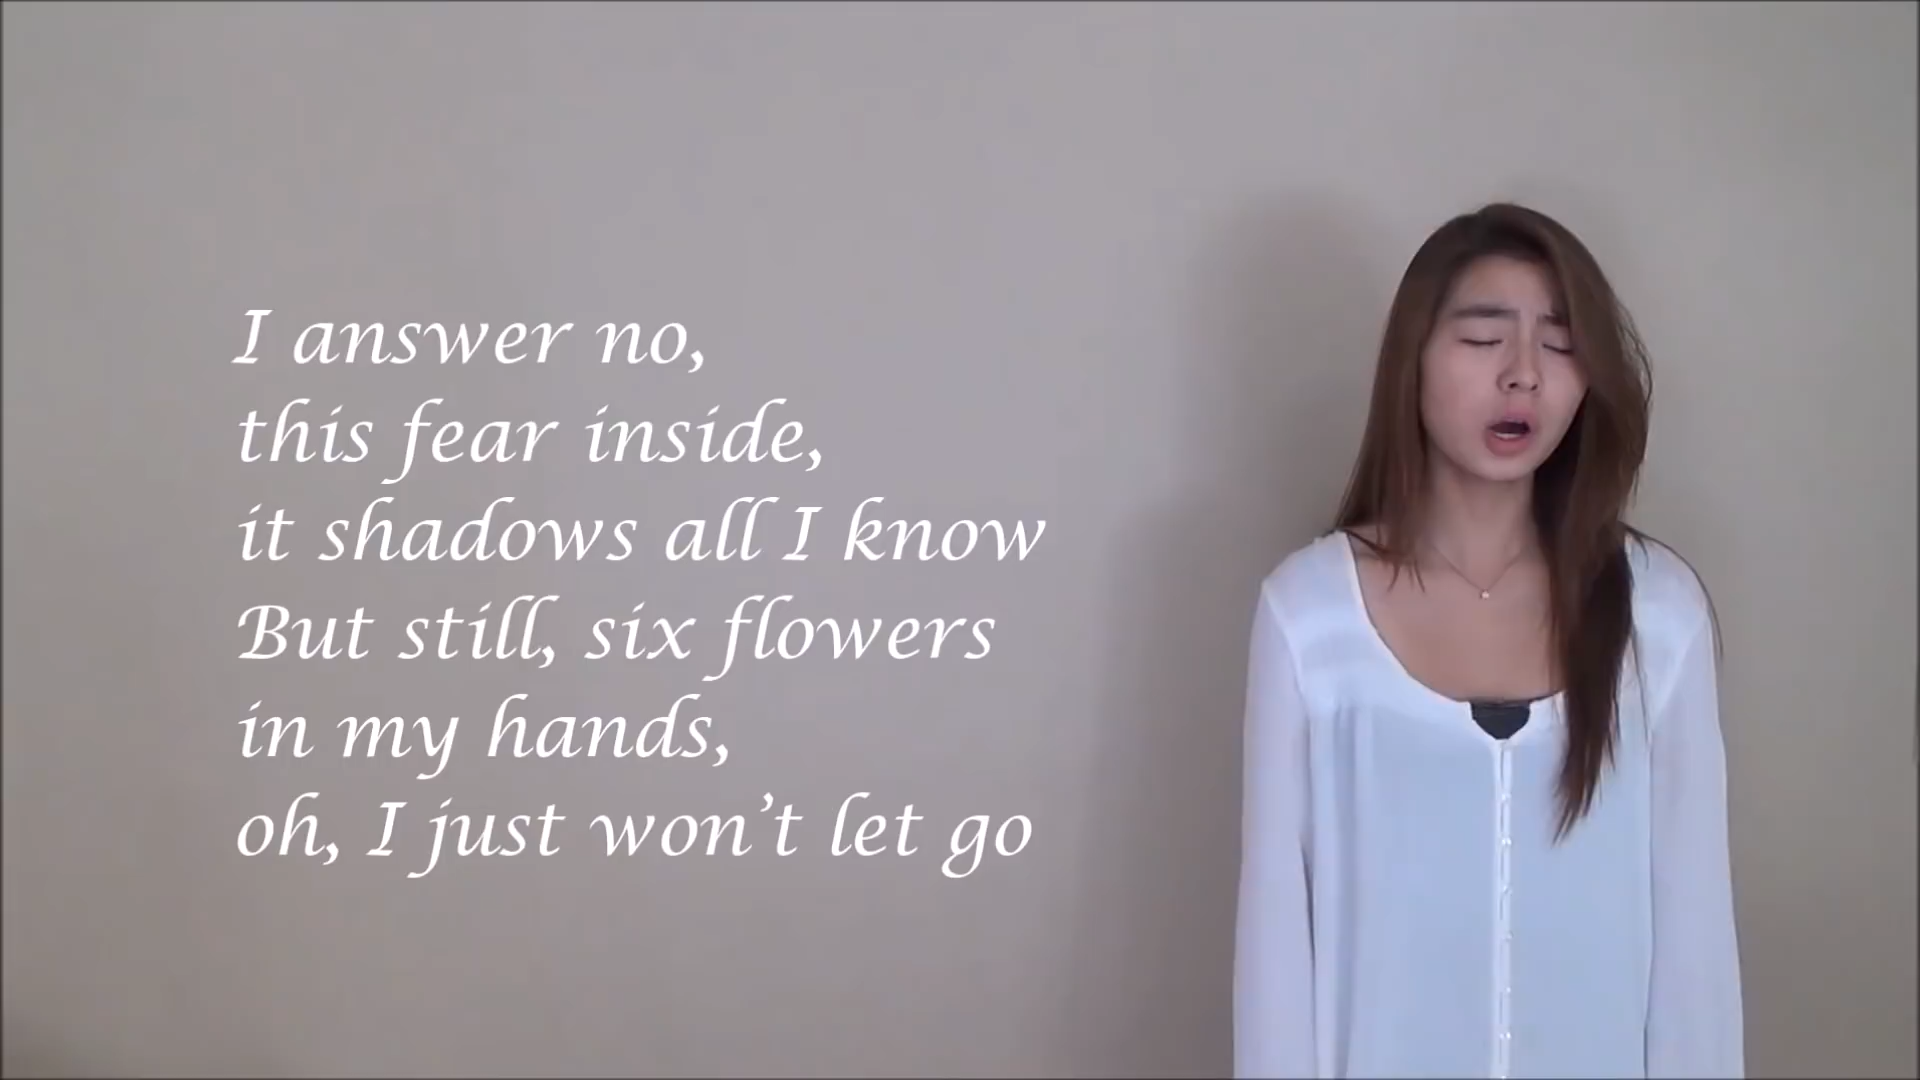 I answer no,
this fear inside,
it shadows all I know
But still, six flowers
in my hands,
oh, I just won't let go